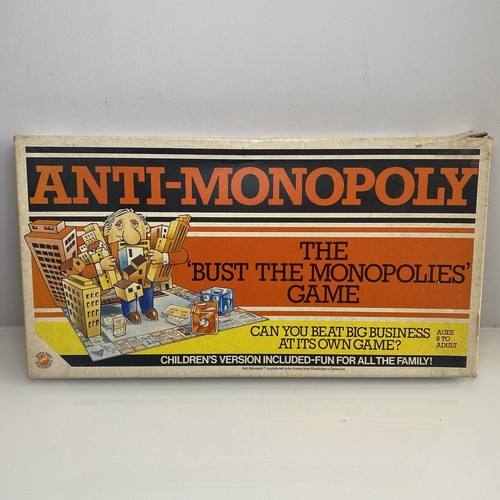 ANTI-MONOPOLY
THE
'BUST THE MONOPOLIES'
GAME
CAN YOU BEAT BIG BUSINESS
AT ITS OWN GAME?
AGES
8 TO
ADULT
CHILDREN'S VERSION INCLUDED-FUN FOR ALL THE FAMILY!